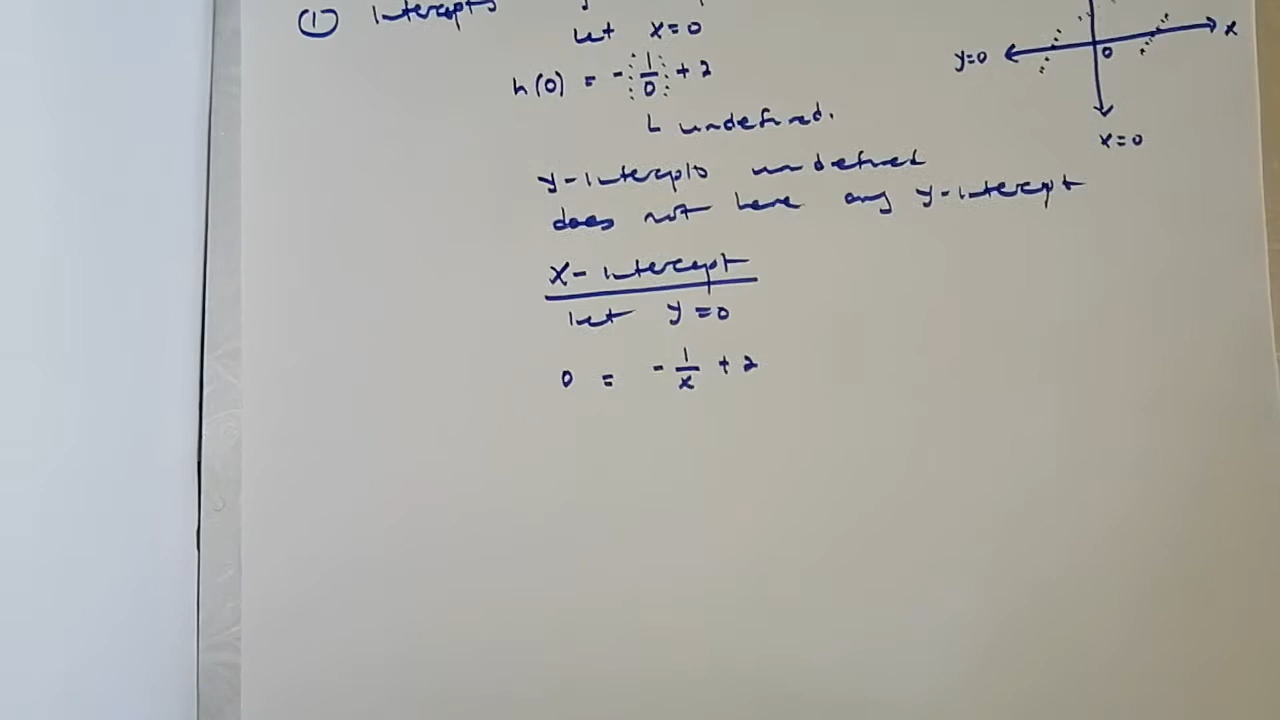 ① Intercepts
let x=0
h(0) = - 1/0 + 2
undefined.
y-intercepts undefined
does not have any y-intercept
x-intercept
let y=0
0 = - 1/x + 2
x
y=0
0
x=0